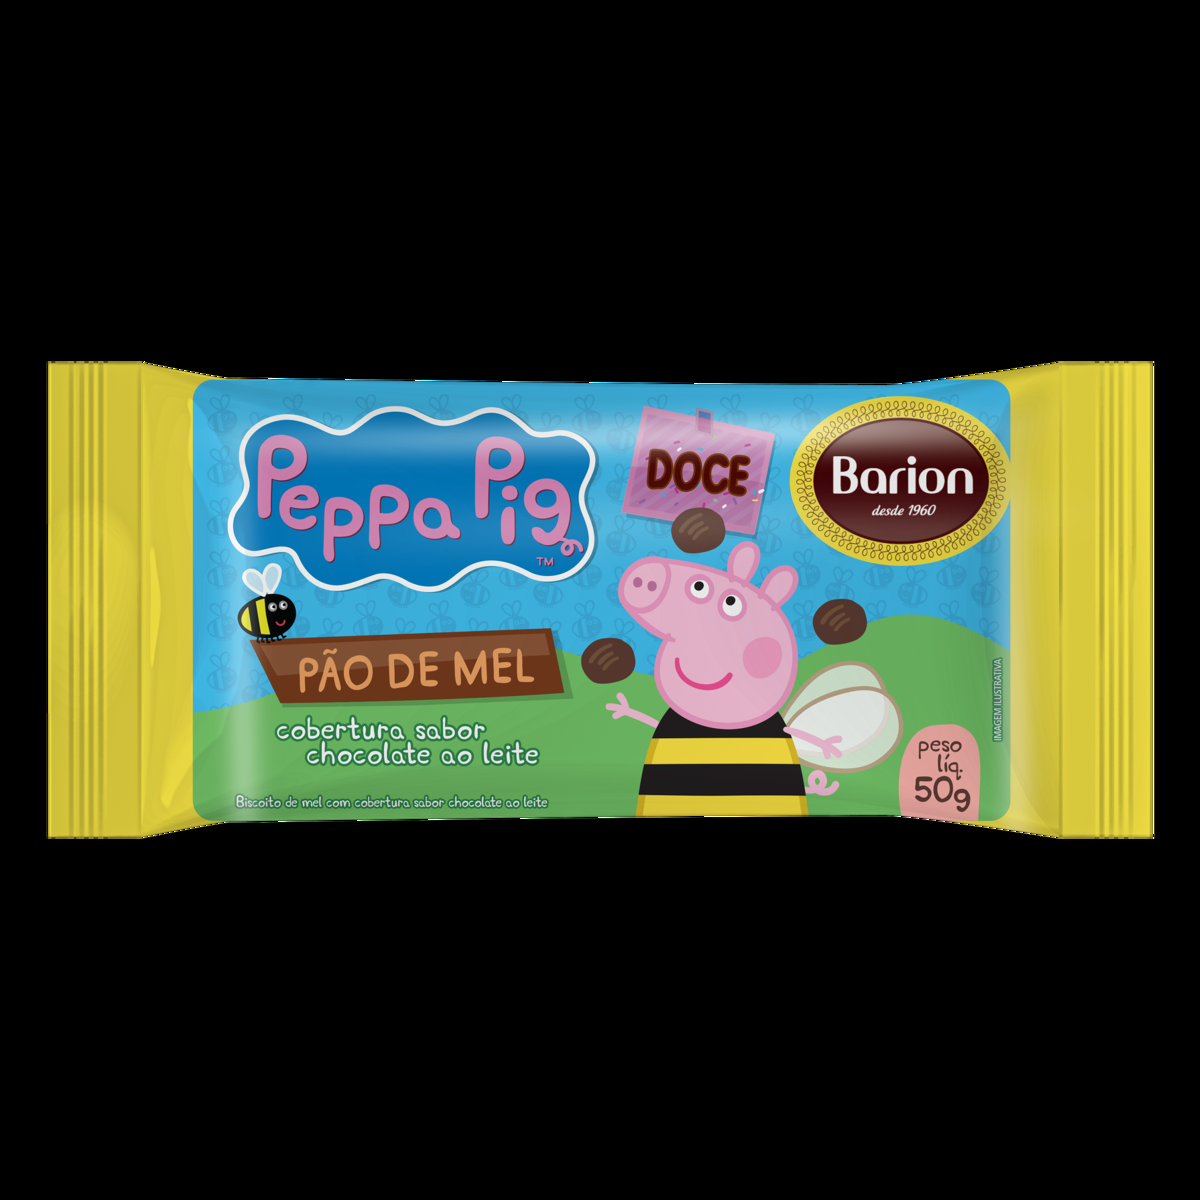 Peppa Pig
TM
DOCE
Barion
desde 1960
PÃO DE MEL
cobertura sabor
chocolate ao leite
Biscoito de mel com cobertura sabor chocolate ao leite
peso
líq.
50g
IMAGEM ILUSTRATIVA